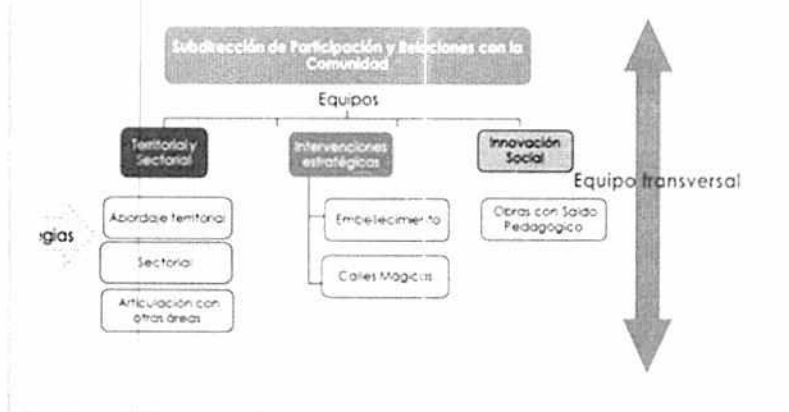 Subdirección de Participación y Relaciones con la
Comunidad
Equipos
Territorial y
Sectorial
Intervenciones
estratégicas
Innovación
Social
Equipo transversal
egias
Abordaje territorial
Sectorial
Articulación con
otras áreas
Embellecimiento
Calles Mágicas
Obras con Saldo
Pedagógico